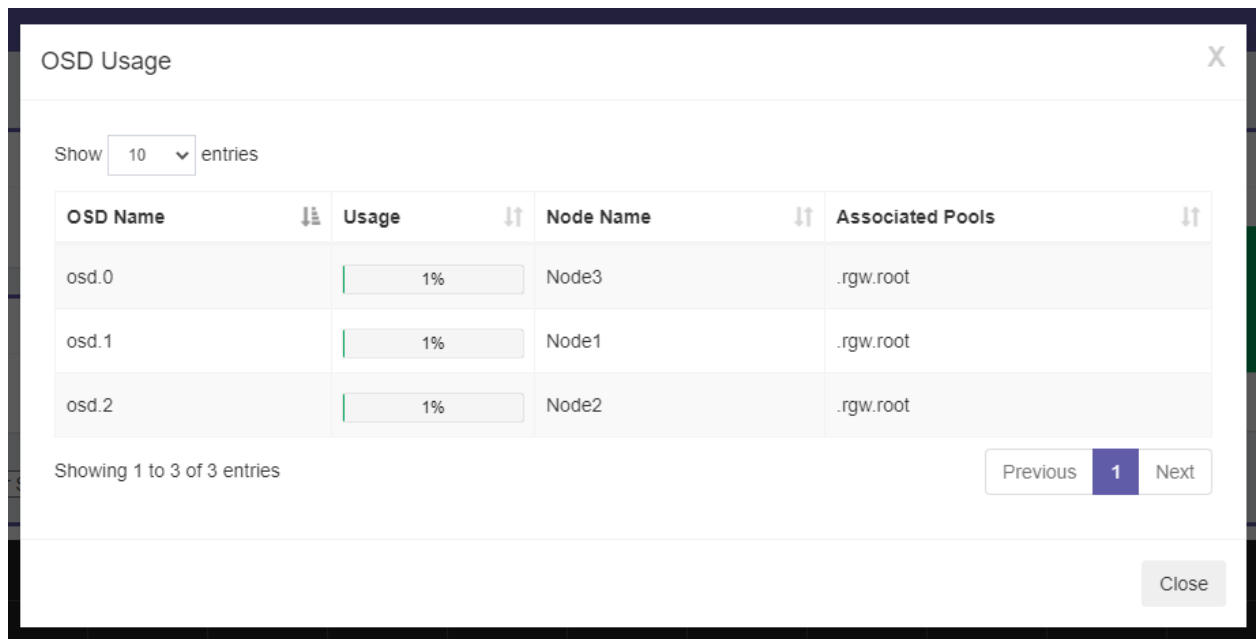 OSD Usage X
Show 10 entries
OSD Name Usage Node Name Associated Pools
osd.0 1% Node3 .rgw.root
osd.1 1% Node1 .rgw.root
osd.2 1% Node2 .rgw.root
Showing 1 to 3 of 3 entries Previous 1 Next
Close